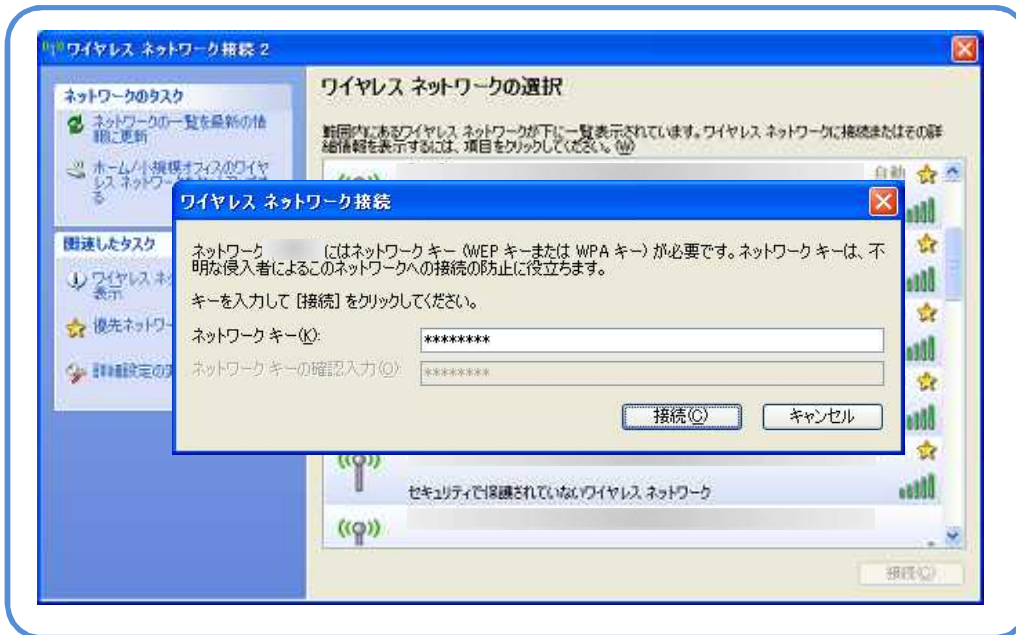 ワイヤレス ネットワーク接続 2
ネットワークのタスク
ネットワークの一覧を最新の情
報に更新
ホーム/小規模オフィスのワイヤ
レス ネットワー
る
関連したタスク
ワイヤレス ネ
表示
優先ネットワー
詳細設定の
ワイヤレス ネットワークの選択
範囲内にあるワイヤレス ネットワークが下に一覧表示されています。ワイヤレス ネットワークに接続またはその詳
細情報を表示するには、項目をクリックしてください。(W)
自動
ワイヤレス ネットワーク接続
ネットワーク にはネットワーク キー (WEP キーまたは WPA キー) が必要です。ネットワーク キーは、不
明な侵入者によるこのネットワークへの接続の防止に役立ちます。
キーを入力して [接続] をクリックしてください。
ネットワーク キー(K): ********
ネットワーク キーの確認入力(O): ********
接続(C) キャンセル
セキュリティで保護されていないワイヤレス ネットワーク
接続(C)